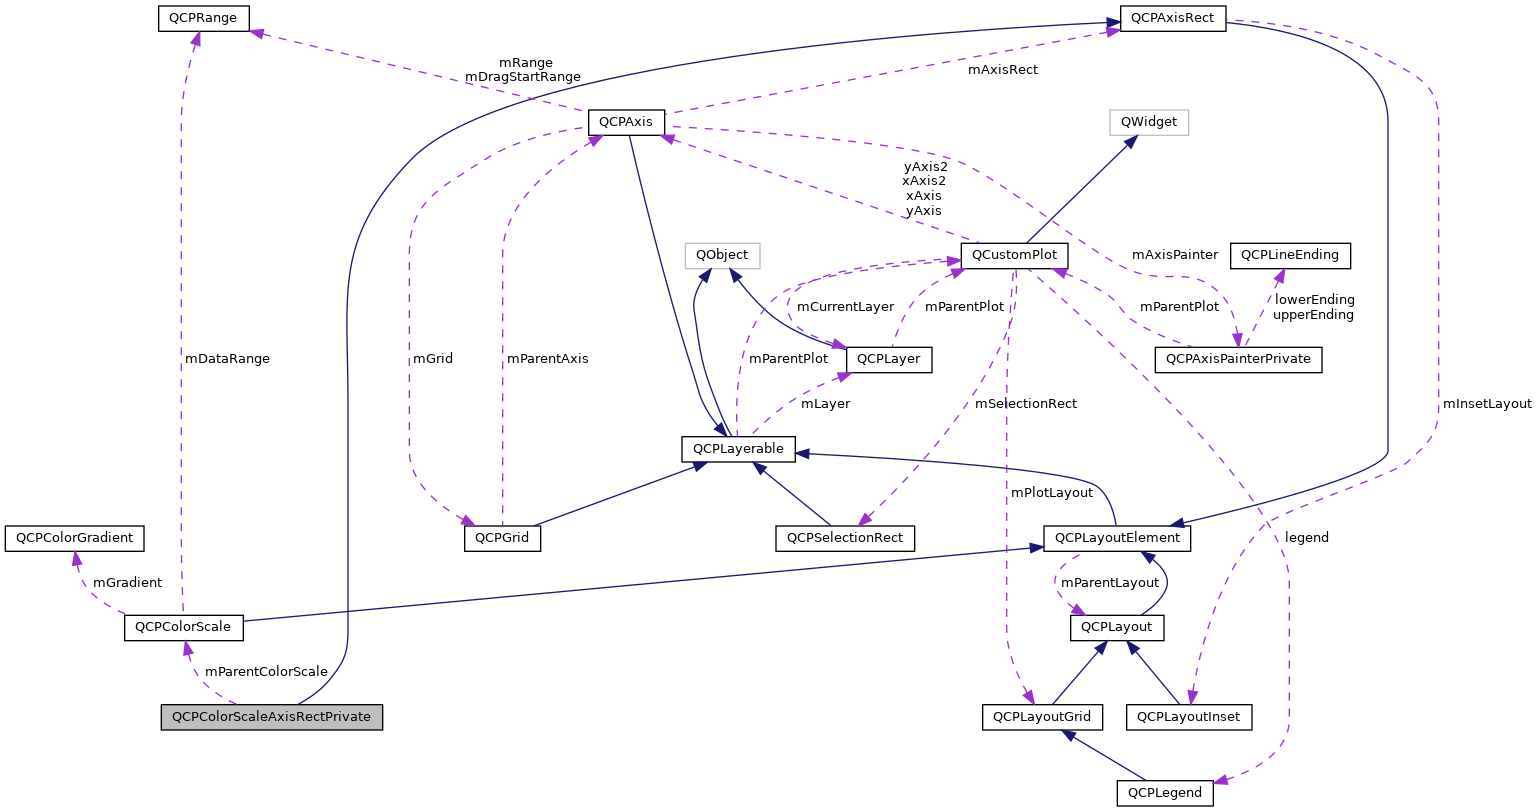 QCPRange
QCPAxisRect
mRange
mDragStartRange
mAxisRect
QCPAxis
QWidget
yAxis2
xAxis2
xAxis
yAxis
QObject
QCustomPlot
mAxisPainter
QCPLineEnding
mCurrentLayer
mParentPlot
mParentPlot
lowerEnding
upperEnding
mDataRange
mGrid
mParentAxis
mParentPlot
QCPLayer
QCPAxisPainterPrivate
mLayer
mSelectionRect
mInsetLayout
QCPLayerable
mPlotLayout
QCPColorGradient
QCPGrid
QCPSelectionRect
QCPLayoutElement
legend
mGradient
mParentLayout
QCPColorScale
QCPLayout
mParentColorScale
QCPColorScaleAxisRectPrivate
QCPLayoutGrid
QCPLayoutInset
QCPLegend